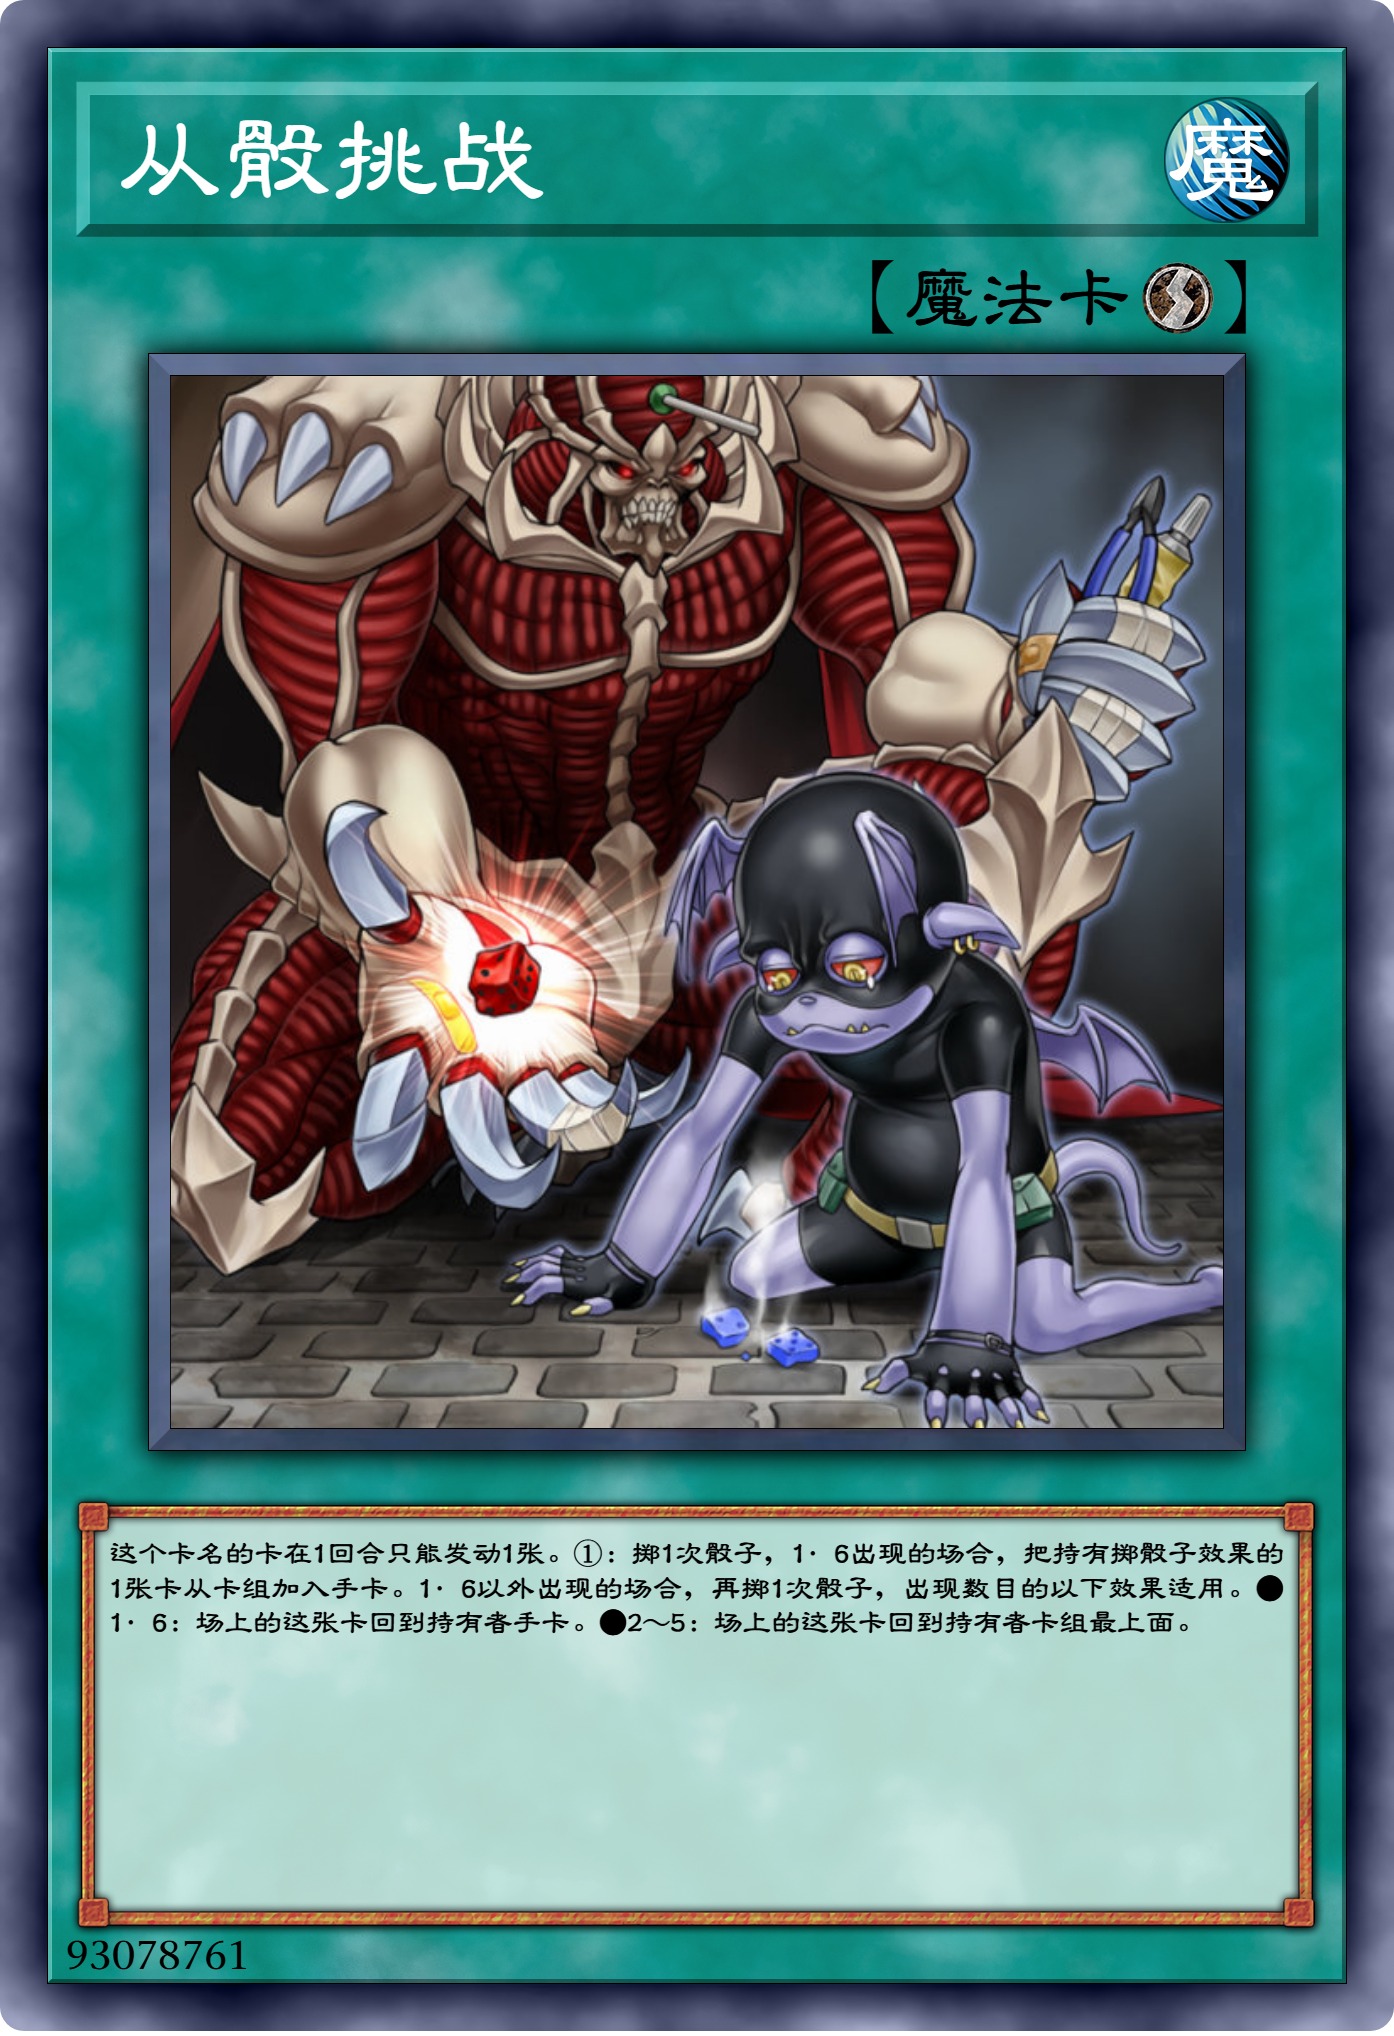 从骰挑战
魔
【魔法卡】
这个卡名的卡在1回合只能发动1张。①：掷1次骰子，1·6出现的场合，把持有掷骰子效果的
1张卡从卡组加入手卡。1·6以外出现的场合，再掷1次骰子，出现数目的以下效果适用。●
1·6：场上的这张卡回到持有者手卡。●2～5：场上的这张卡回到持有者卡组最上面。
93078761